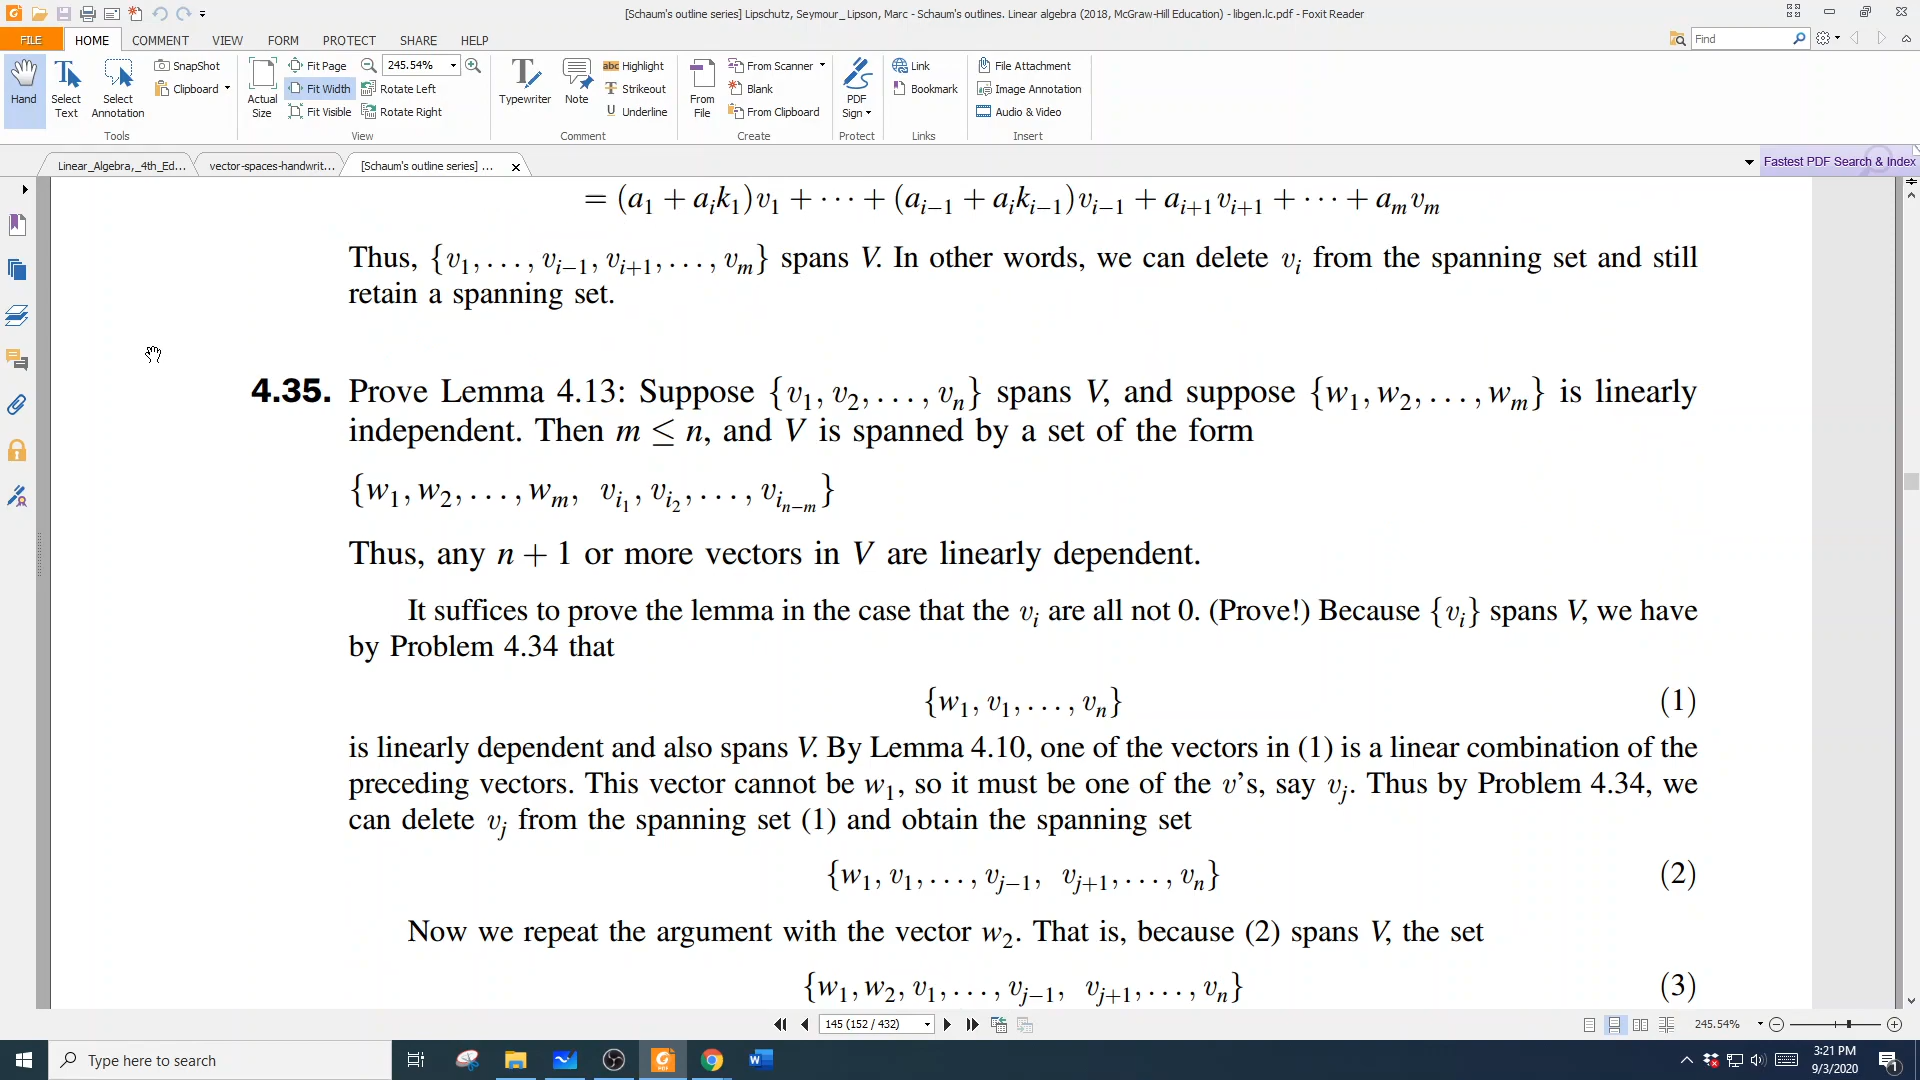 [Schaum's outline series] Lipschutz, Seymour_ Lipson, Marc - Schaum's outlines. Linear algebra (2018, McGraw-Hill Education) - libgen.lc.pdf - Foxit Reader
FILE HOME COMMENT VIEW FORM PROTECT SHARE HELP
Find
Hand
Select Text
Select Annotation
SnapShot
Clipboard
Tools
Actual Size
Fit Page
Fit Width
Fit Visible
245.54%
Rotate Left
Rotate Right
View
Typewriter
Note
Highlight
Strikeout
Underline
Comment
From File
From Scanner
Blank
From Clipboard
Create
PDF Sign
Protect
Link
Bookmark
Links
File Attachment
Image Annotation
Audio & Video
Insert
Linear_Algebra,_4th_Ed...
vector-spaces-handwrit...
[Schaum's outline series] ...
Fastest PDF Search & Index
= (a₁ + aᵢk₁)v₁ + ··· + (aᵢ₋₁ + aᵢkᵢ₋₁)vᵢ₋₁ + aᵢ₊₁vᵢ₊₁ + ··· + aₘvₘ
Thus, {v₁, ..., vᵢ₋₁, vᵢ₊₁, ..., vₘ} spans V. In other words, we can delete vᵢ from the spanning set and still
retain a spanning set.
4.35. Prove Lemma 4.13: Suppose {v₁, v₂, ..., vₙ} spans V, and suppose {w₁, w₂, ..., wₘ} is linearly
independent. Then m ≤ n, and V is spanned by a set of the form
{w₁, w₂, ..., wₘ, v_{i₁}, v_{i₂}, ..., v_{i_{n−m}}}
Thus, any n + 1 or more vectors in V are linearly dependent.
It suffices to prove the lemma in the case that the vᵢ are all not 0. (Prove!) Because {vᵢ} spans V, we have
by Problem 4.34 that
{w₁, v₁, ..., vₙ} (1)
is linearly dependent and also spans V. By Lemma 4.10, one of the vectors in (1) is a linear combination of the
preceding vectors. This vector cannot be w₁, so it must be one of the v's, say vⱼ. Thus by Problem 4.34, we
can delete vⱼ from the spanning set (1) and obtain the spanning set
{w₁, v₁, ..., vⱼ₋₁, vⱼ₊₁, ..., vₙ} (2)
Now we repeat the argument with the vector w₂. That is, because (2) spans V, the set
{w₁, w₂, v₁, ..., vⱼ₋₁, vⱼ₊₁, ..., vₙ} (3)
145 (152 / 432)
245.54%
Type here to search
3:21 PM
9/3/2020